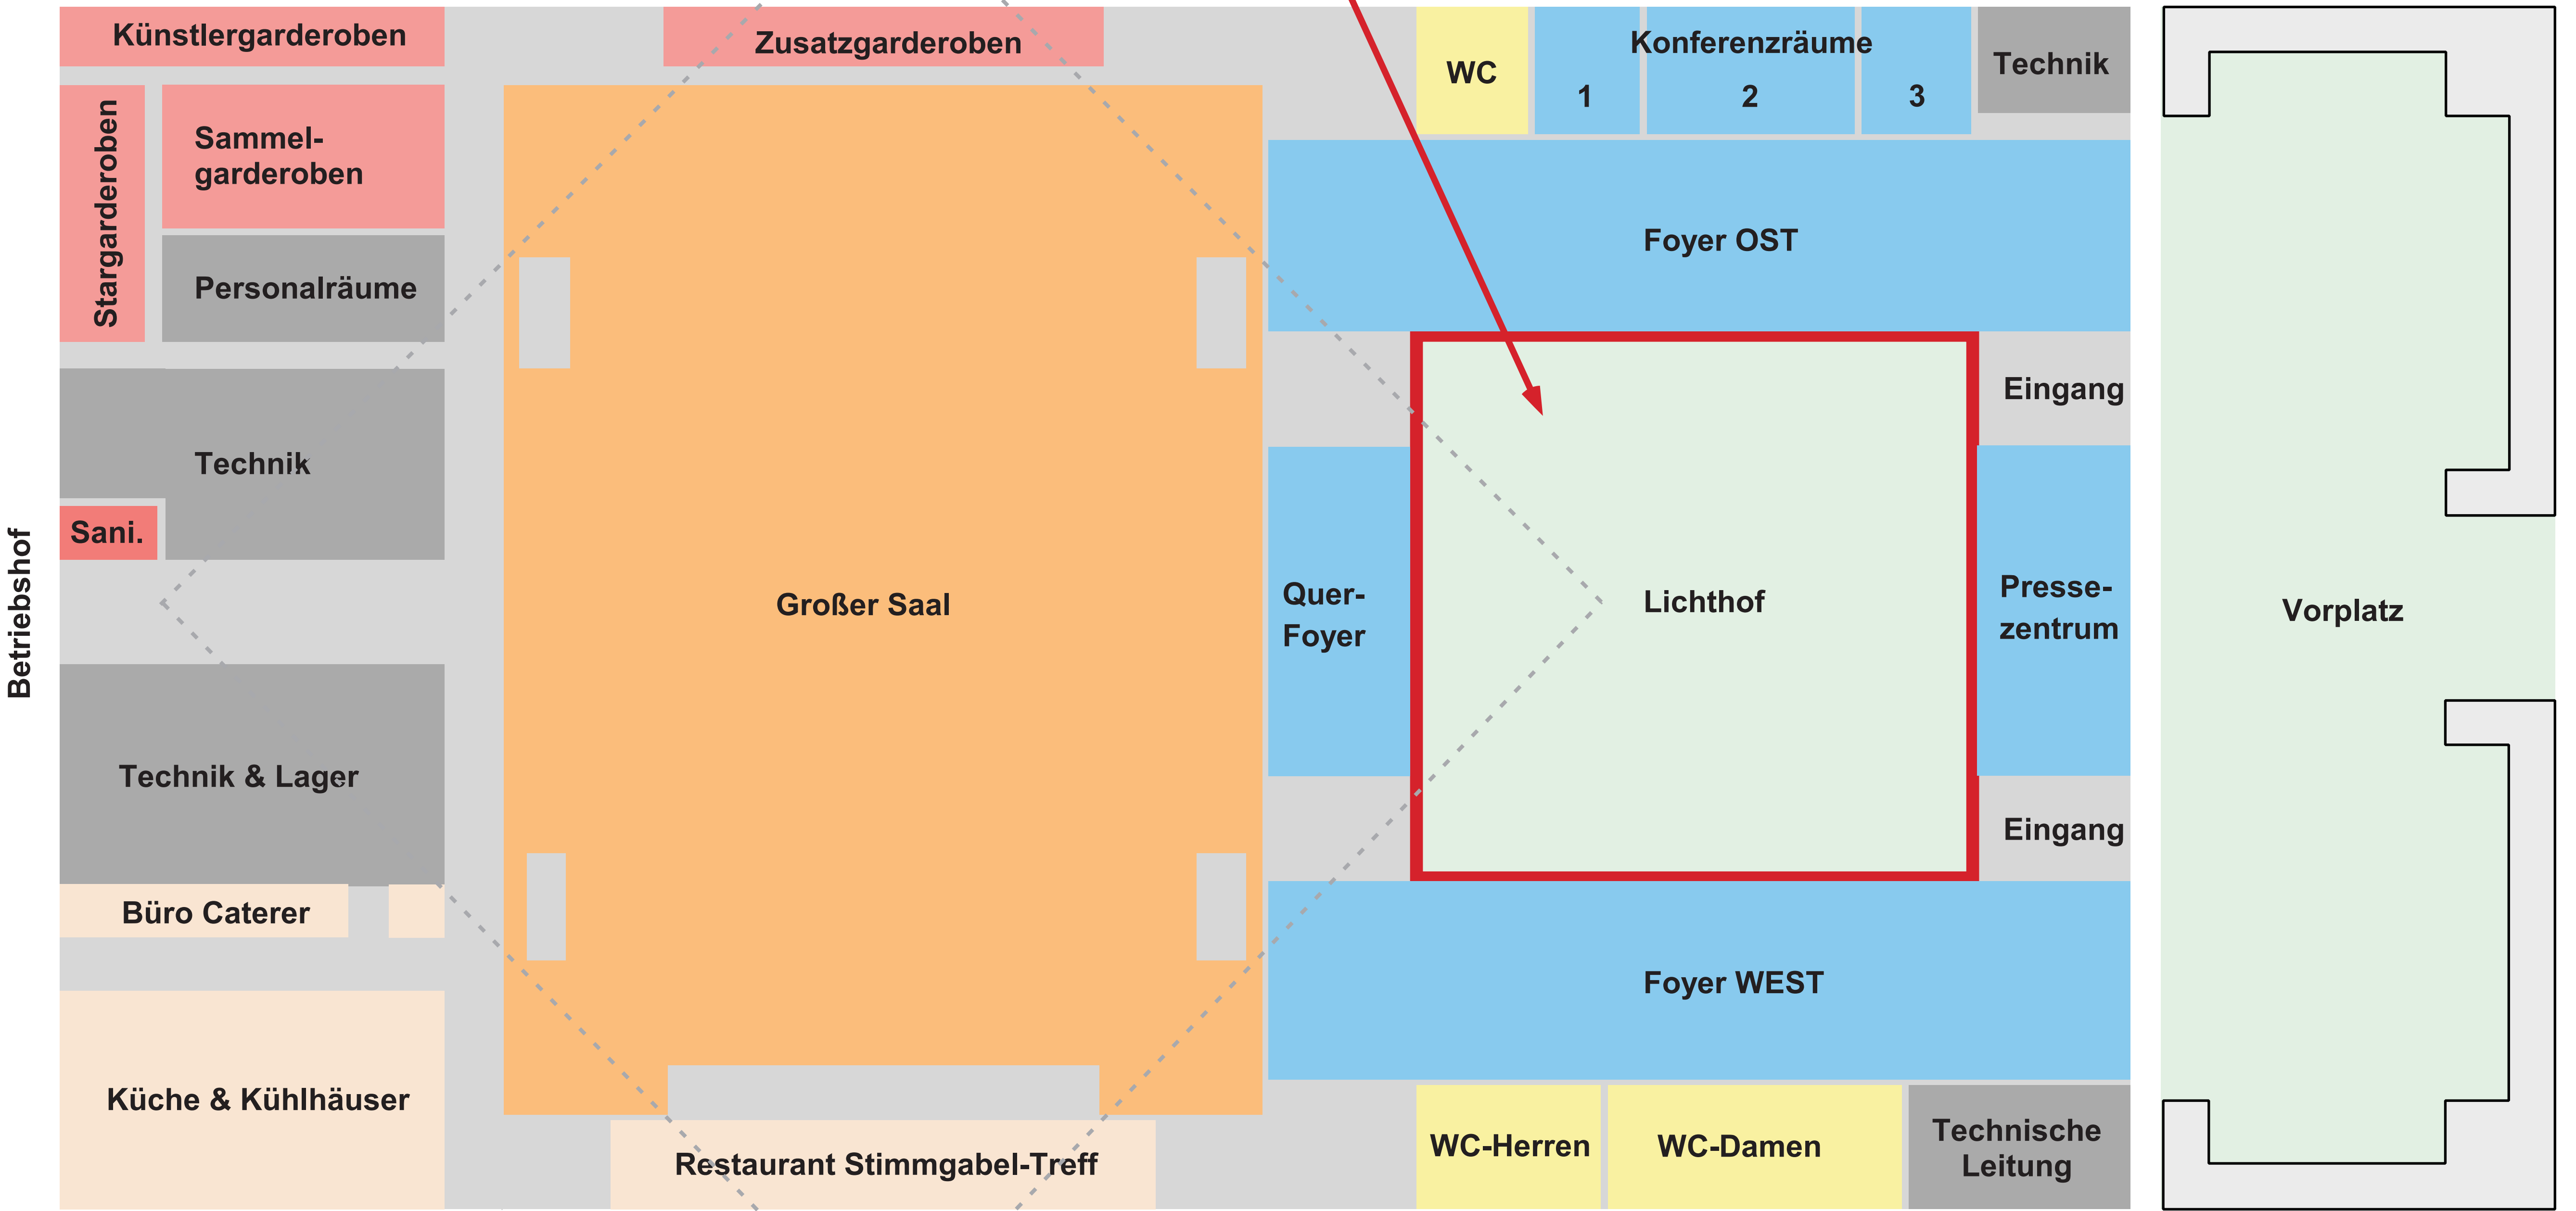 Künstlergarderoben
Zusatzgarderoben
WC
Konferenzräume
1
2
3
Technik
Stargarderoben
Sammel-
garderoben
Personalräume
Foyer OST
Eingang
Technik
Sani.
Betriebshof
Großer Saal
Quer-
Foyer
Lichthof
Presse-
zentrum
Vorplatz
Technik & Lager
Eingang
Büro Caterer
Foyer WEST
Küche & Kühlhäuser
Restaurant Stimmgabel-Treff
WC-Herren
WC-Damen
Technische
Leitung